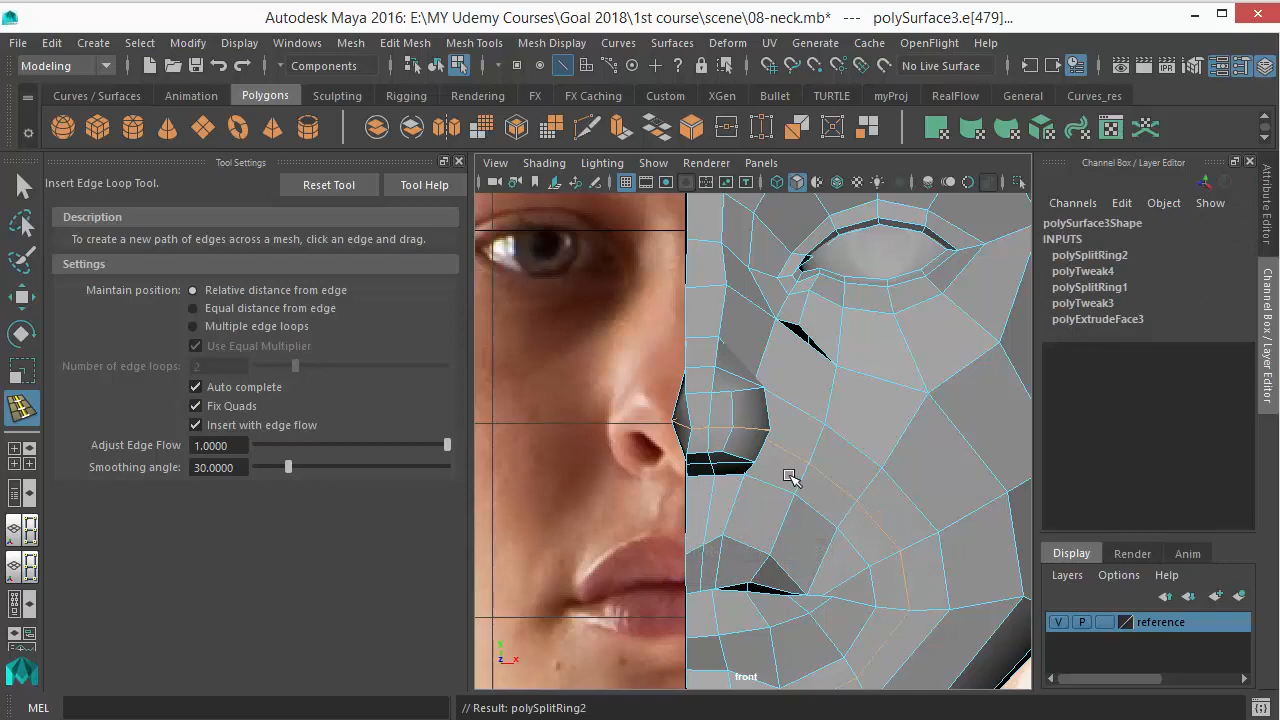 Autodesk Maya 2016: E:\MY Udemy Courses\Goal 2018\1st course\scene\08-neck.mb* --- polySurface3.e[479]...
File Edit Create Select Modify Display Windows Mesh Edit Mesh Mesh Tools Mesh Display Curves Surfaces Deform UV Generate Cache OpenFlight Help
Modeling Components No Live Surface
Curves / Surfaces Animation Polygons Sculpting Rigging Rendering FX FX Caching Custom XGen Bullet TURTLE myProj RealFlow General Curves_res
Tool Settings
Insert Edge Loop Tool. Reset Tool Tool Help
Description
To create a new path of edges across a mesh, click an edge and drag.
Settings
Maintain position: Relative distance from edge
Equal distance from edge
Multiple edge loops
Use Equal Multiplier
Number of edge loops: 2
Auto complete
Fix Quads
Insert with edge flow
Adjust Edge Flow 1.0000
Smoothing angle: 30.0000
View Shading Lighting Show Renderer Panels
y
z x
front
Channel Box / Layer Editor
Channels Edit Object Show
polySurface3Shape
INPUTS
polySplitRing2
polyTweak4
polySplitRing1
polyTweak3
polyExtrudeFace3
Display Render Anim
Layers Options Help
V P reference
Attribute Editor
Channel Box / Layer Editor
MEL // Result: polySplitRing2